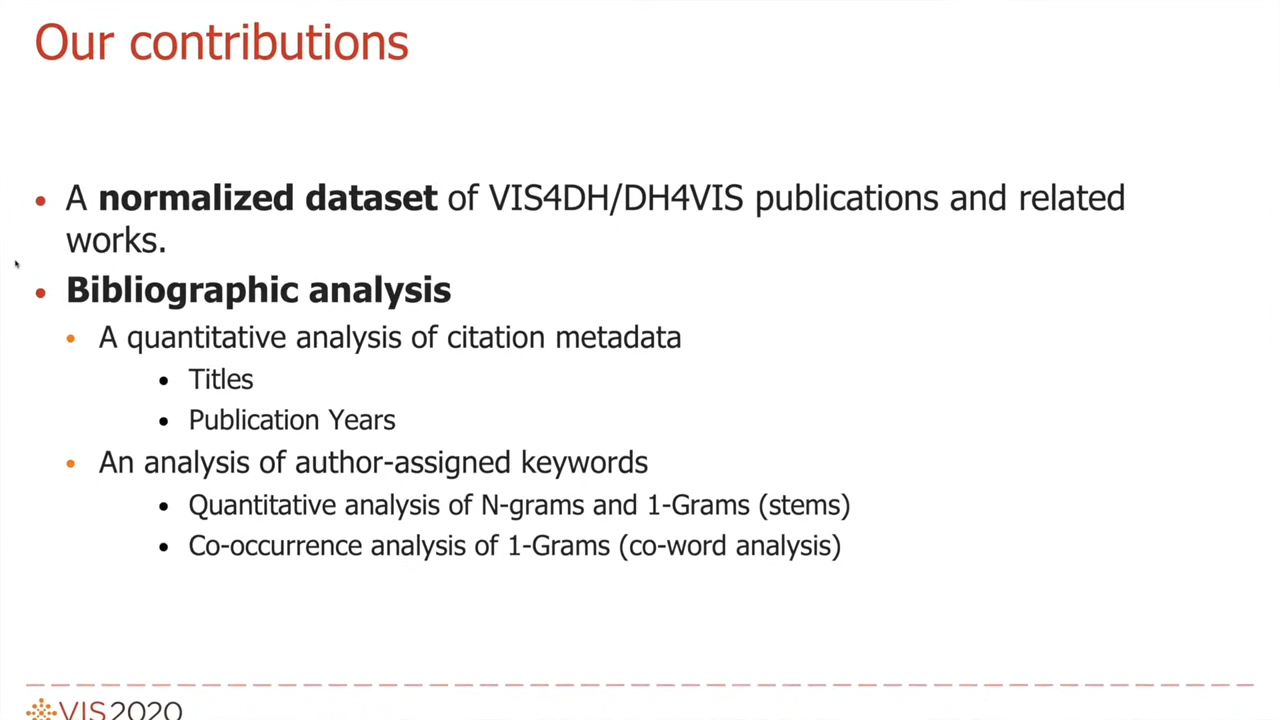 Our contributions
A normalized dataset of VIS4DH/DH4VIS publications and related
works.
Bibliographic analysis
A quantitative analysis of citation metadata
Titles
Publication Years
An analysis of author-assigned keywords
Quantitative analysis of N-grams and 1-Grams (stems)
Co-occurrence analysis of 1-Grams (co-word analysis)
VIS2020